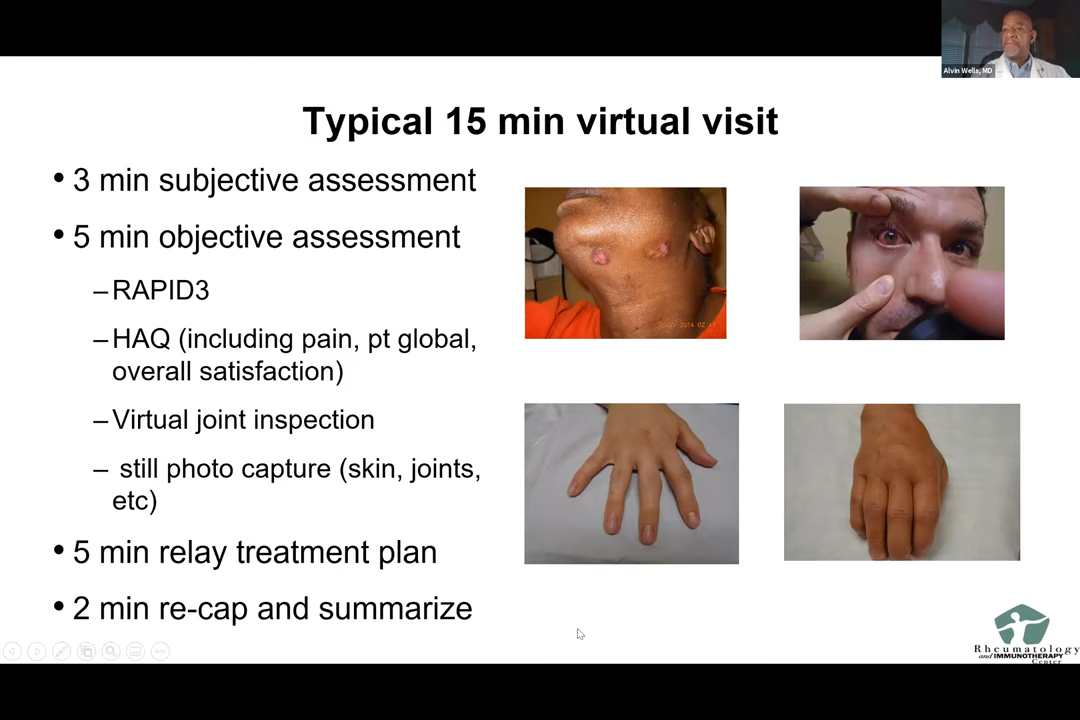 Alvin Wells, MD
Typical 15 min virtual visit
• 3 min subjective assessment
• 5 min objective assessment
–RAPID3
–HAQ (including pain, pt global,
overall satisfaction)
–Virtual joint inspection
– still photo capture (skin, joints,
etc)
• 5 min relay treatment plan
• 2 min re-cap and summarize
Rheumatology
and IMMUNOTHERAPY
Center